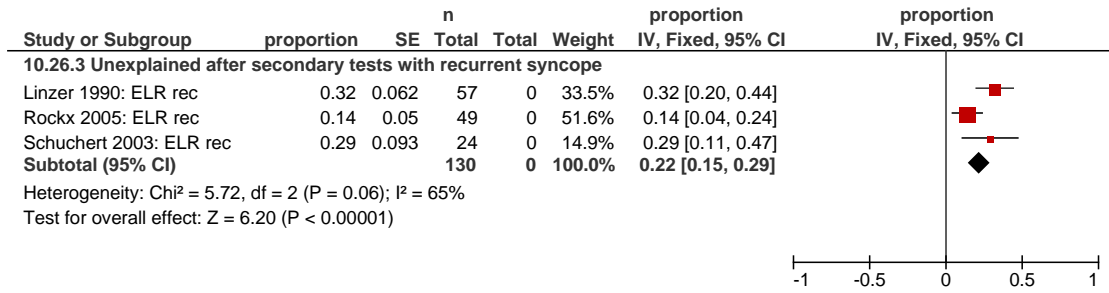 n proportion proportion
Study or Subgroup proportion SE Total Total Weight IV, Fixed, 95% CI IV, Fixed, 95% CI
10.26.3 Unexplained after secondary tests with recurrent syncope
Linzer 1990: ELR rec 0.32 0.062 57 0 33.5% 0.32 [0.20, 0.44]
Rockx 2005: ELR rec 0.14 0.05 49 0 51.6% 0.14 [0.04, 0.24]
Schuchert 2003: ELR rec 0.29 0.093 24 0 14.9% 0.29 [0.11, 0.47]
Subtotal (95% CI) 130 0 100.0% 0.22 [0.15, 0.29]
Heterogeneity: Chi² = 5.72, df = 2 (P = 0.06); I² = 65%
Test for overall effect: Z = 6.20 (P < 0.00001)
-1 -0.5 0 0.5 1